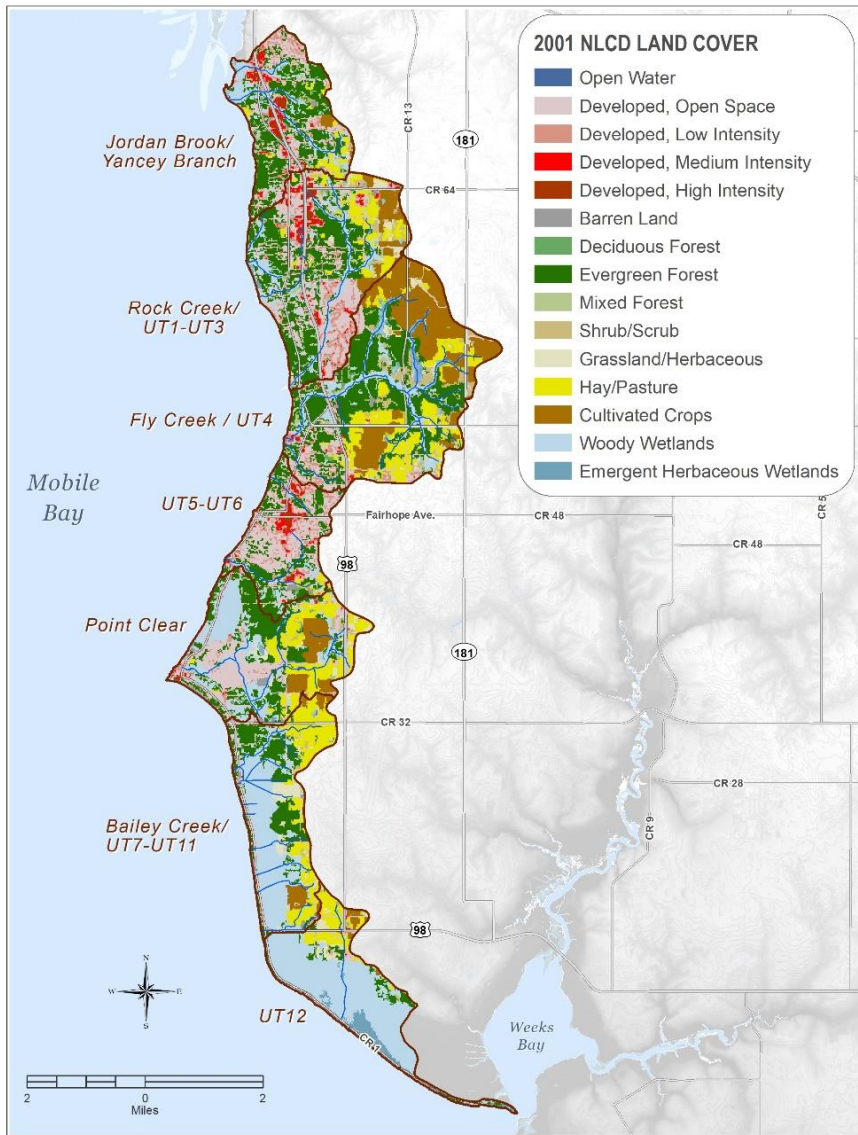 2001 NLCD LAND COVER
Open Water
Developed, Open Space
Developed, Low Intensity
Developed, Medium Intensity
Developed, High Intensity
Barren Land
Deciduous Forest
Evergreen Forest
Mixed Forest
Shrub/Scrub
Grassland/Herbaceous
Hay/Pasture
Cultivated Crops
Woody Wetlands
Emergent Herbaceous Wetlands
Jordan Brook/
Yancey Branch
CR 13
181
CR 64
Rock Creek/
UT1-UT3
Fly Creek / UT4
Mobile
Bay
UT5-UT6
Fairhope Ave.
CR 48
CR 5
CR 48
98
Point Clear
181
CR 32
CR 28
CR 9
Bailey Creek/
UT7-UT11
98
N
W
E
S
UT12
CR 1
Weeks
Bay
2
0
2
Miles